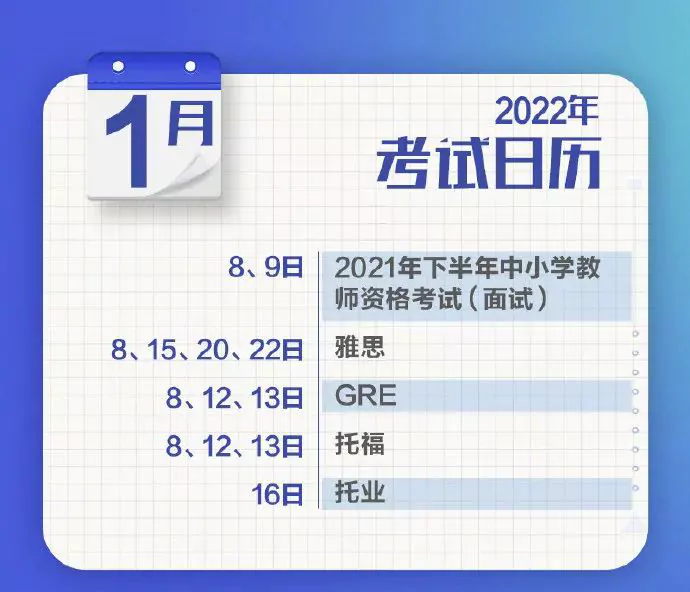 1月
2022年
考试日历
8、9日 2021年下半年中小学教
师资格考试（面试）
8、15、20、22日 雅思
8、12、13日 GRE
8、12、13日 托福
16日 托业